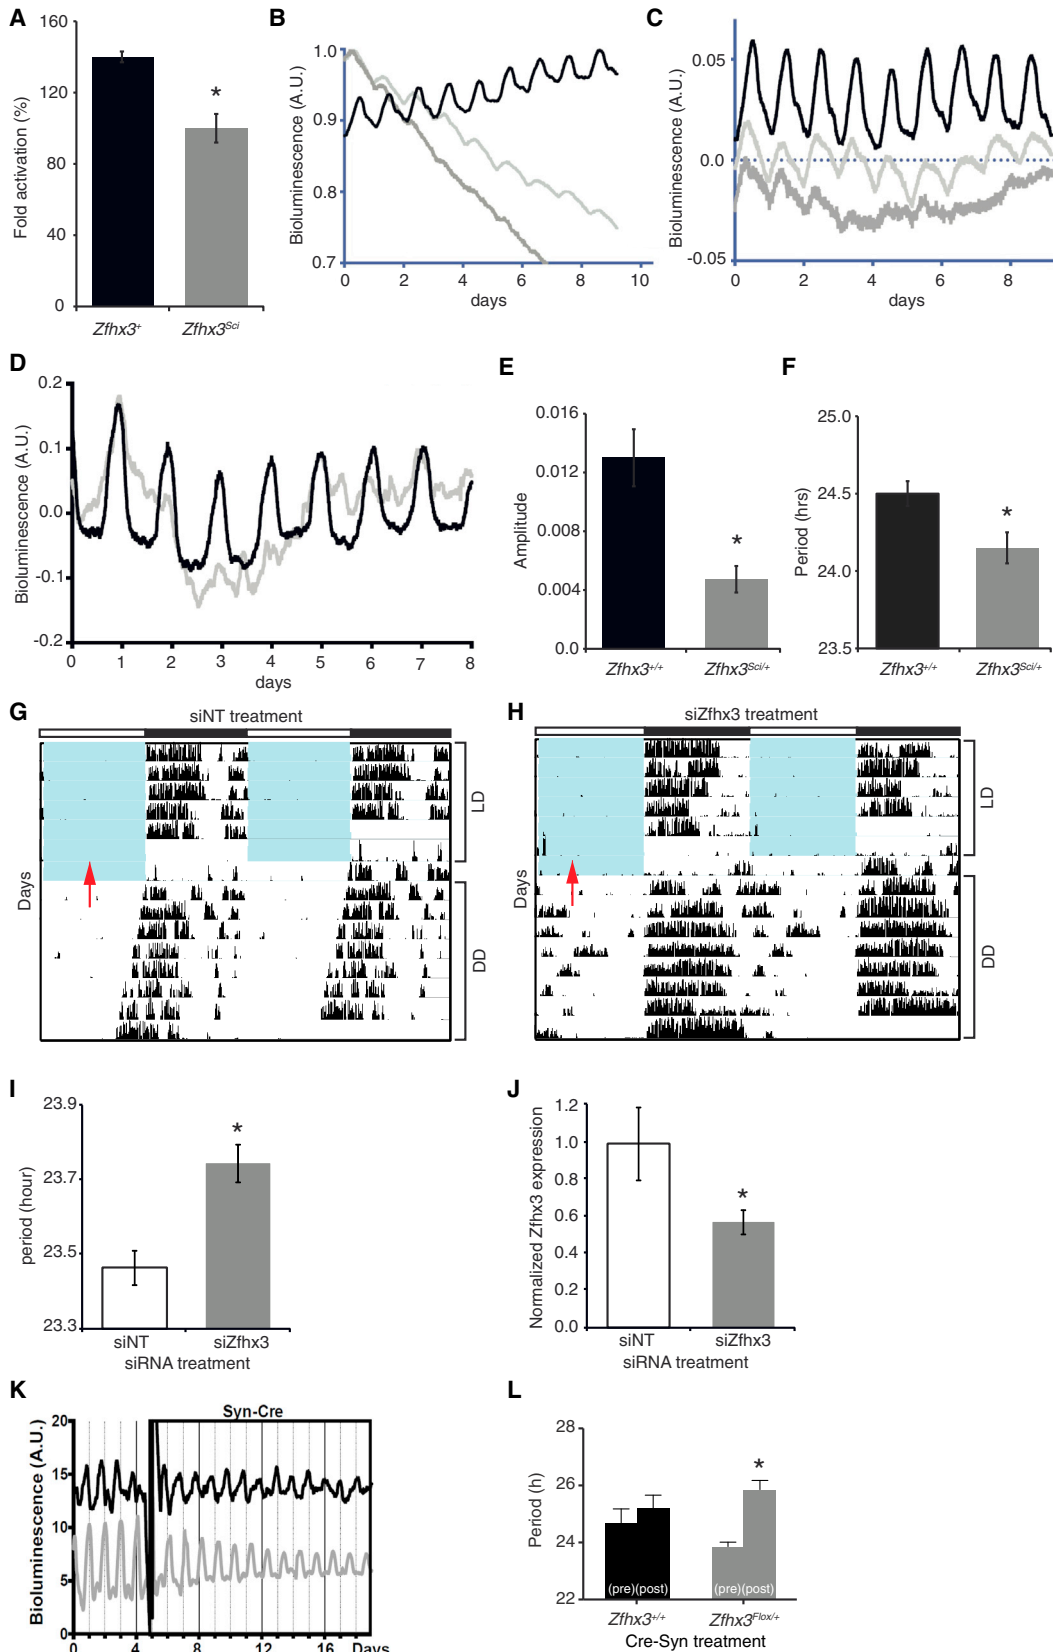 A
160
120
80
40
0
Fold activation (%)
*
Zfhx3+
Zfhx3Sci
B
1.0
0.9
0.8
0.7
Bioluminescence (A.U.)
0 2 4 6 8 10
days
C
0.05
0.0
-0.05
Bioluminescence (A.U.)
0 2 4 6 8
days
D
0.2
0.1
0.0
-0.1
-0.2
Bioluminescence (A.U.)
0 1 2 3 4 5 6 7 8
days
E
0.016
0.012
0.008
0.004
0.0
Amplitude
*
Zfhx3+/+
Zfhx3Sci/+
F
25.0
24.5
24.0
23.5
Period (hrs)
*
Zfhx3+/+
Zfhx3Sci/+
G
siNT treatment
Days
LD
DD
H
siZfhx3 treatment
Days
LD
DD
I
23.9
23.7
23.5
23.3
period (hour)
*
siNT siZfhx3
siRNA treatment
J
1.2
1.0
0.8
0.6
0.4
0.2
0.0
Normalized Zfhx3 expression
*
siNT siZfhx3
siRNA treatment
K
Syn-Cre
20
15
10
5
0
Bioluminescence (A.U.)
0 4 8 12 16 Days
L
28
26
24
22
Period (h)
*
(pre)(post) (pre)(post)
Zfhx3+/+ Zfhx3Flox/+
Cre-Syn treatment